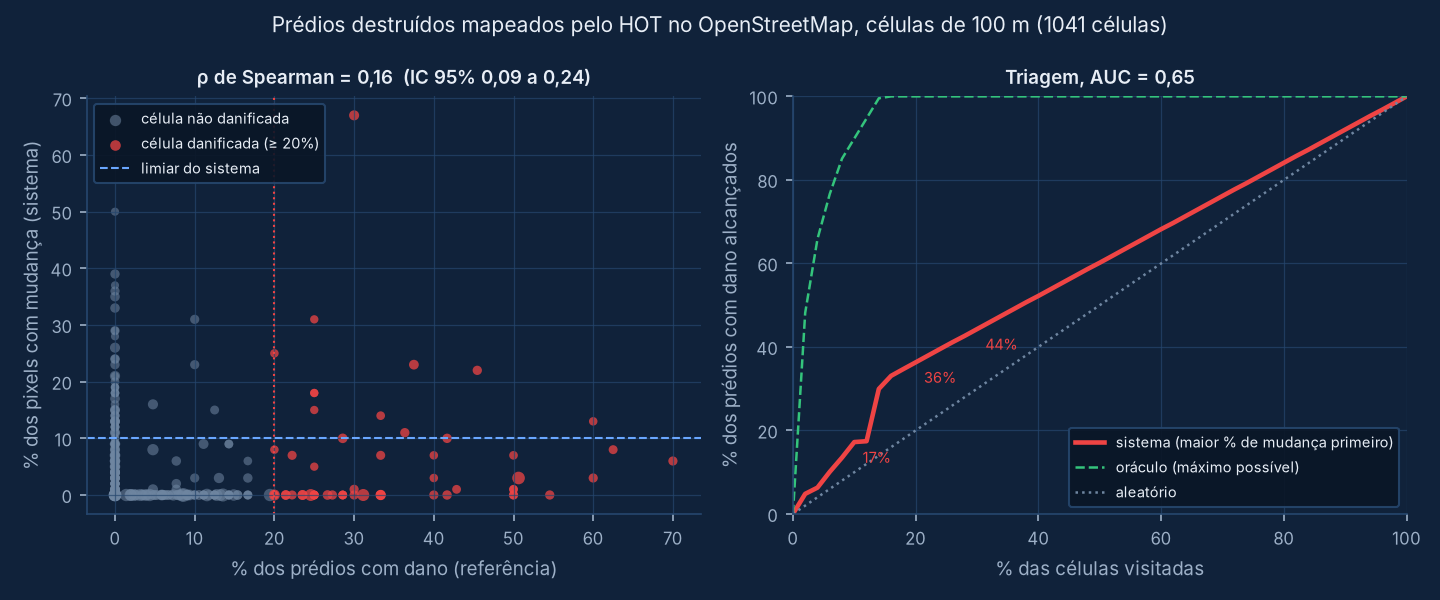 Prédios destruídos mapeados pelo HOT no OpenStreetMap, células de 100 m (1041 células)
ρ de Spearman = 0,16 (IC 95% 0,09 a 0,24)
% dos pixels com mudança (sistema)
70
60
50
40
30
20
10
0
célula não danificada
célula danificada (≥ 20%)
limiar do sistema
0 10 20 30 40 50 60 70
% dos prédios com dano (referência)
Triagem, AUC = 0,65
% dos prédios com dano alcançados
100
80
60
40
20
0
44%
36%
17%
sistema (maior % de mudança primeiro)
oráculo (máximo possível)
aleatório
0 20 40 60 80 100
% das células visitadas